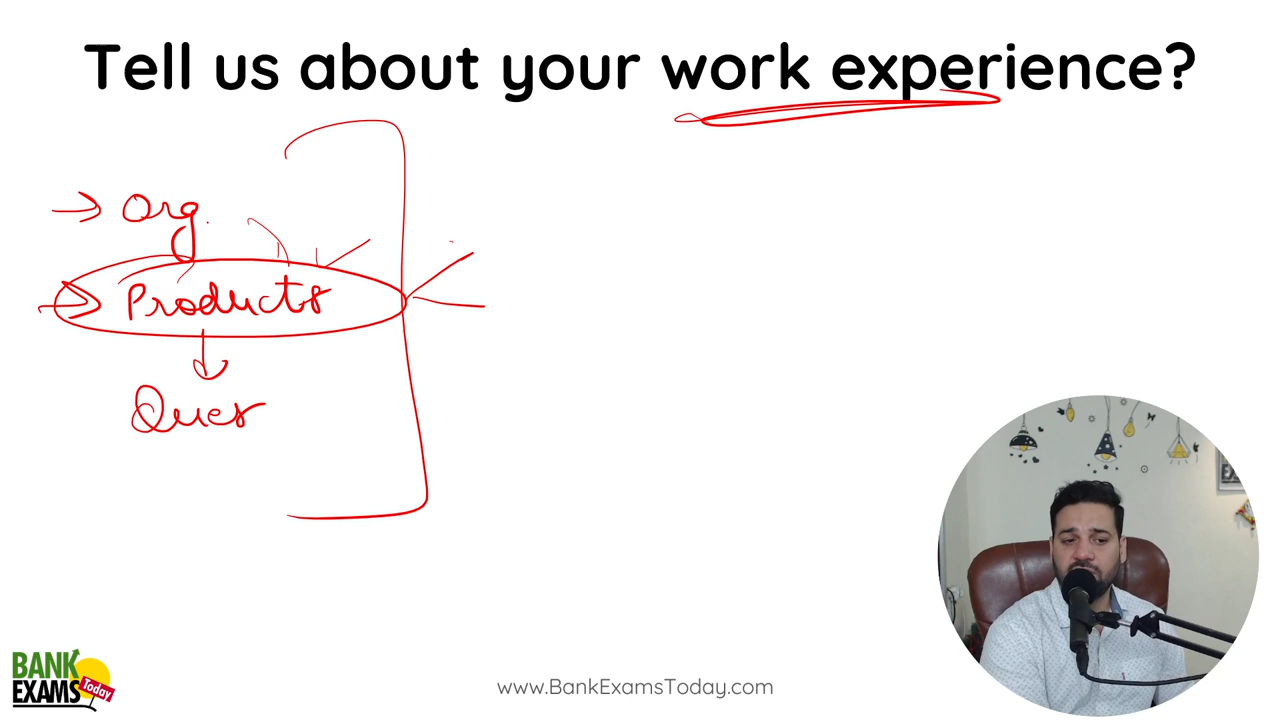 Tell us about your work experience?
→ Org.
→ Products
↓
Ques
BANK
EXAMS
Today
www.BankExamsToday.com